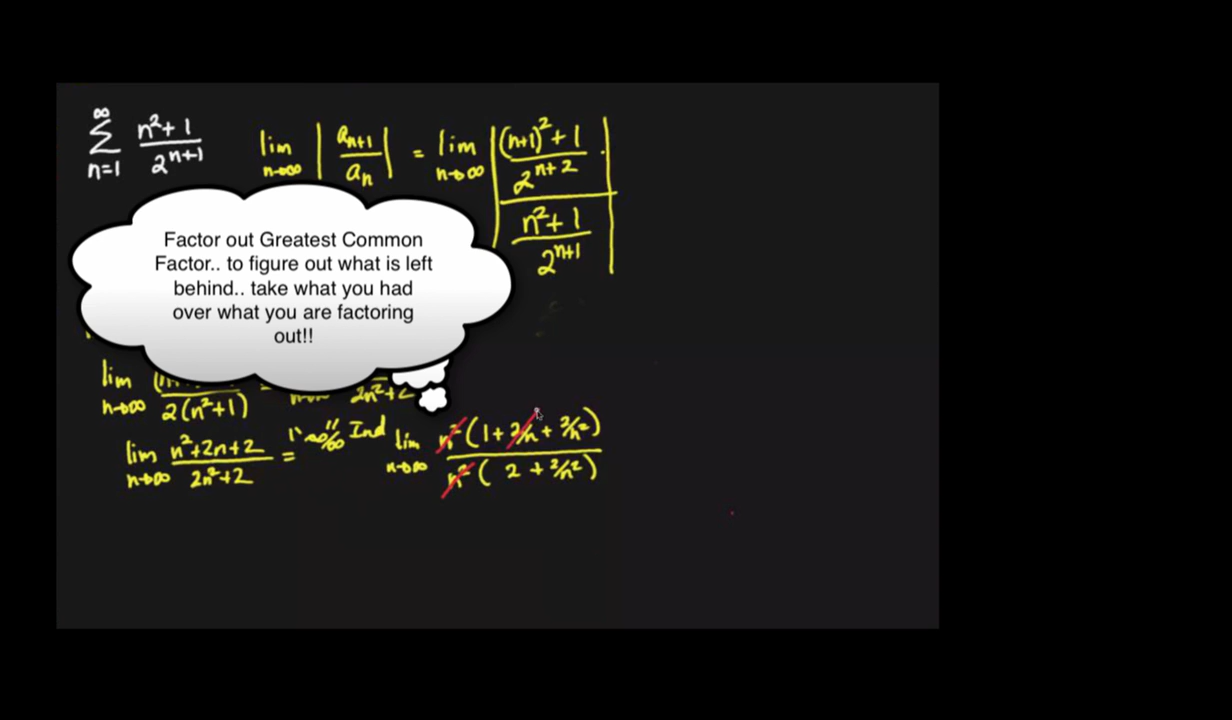 ∞
Σ n²+1 / 2ⁿ⁺¹
n=1
lim n→∞ | aₙ₊₁ / aₙ | = lim n→∞ | (n+1)²+1 / 2ⁿ⁺² · / n²+1 / 2ⁿ⁺¹ |
Factor out Greatest Common
Factor.. to figure out what is left
behind.. take what you had
over what you are factoring
out!!
lim n→∞ / 2(n²+1) = 2n²+2
lim n→∞ n²+2n+2 / 2n²+2 = "∞/∞" Ind lim n→∞ n²(1+2/n+2/n²) / n²(2+2/n²)